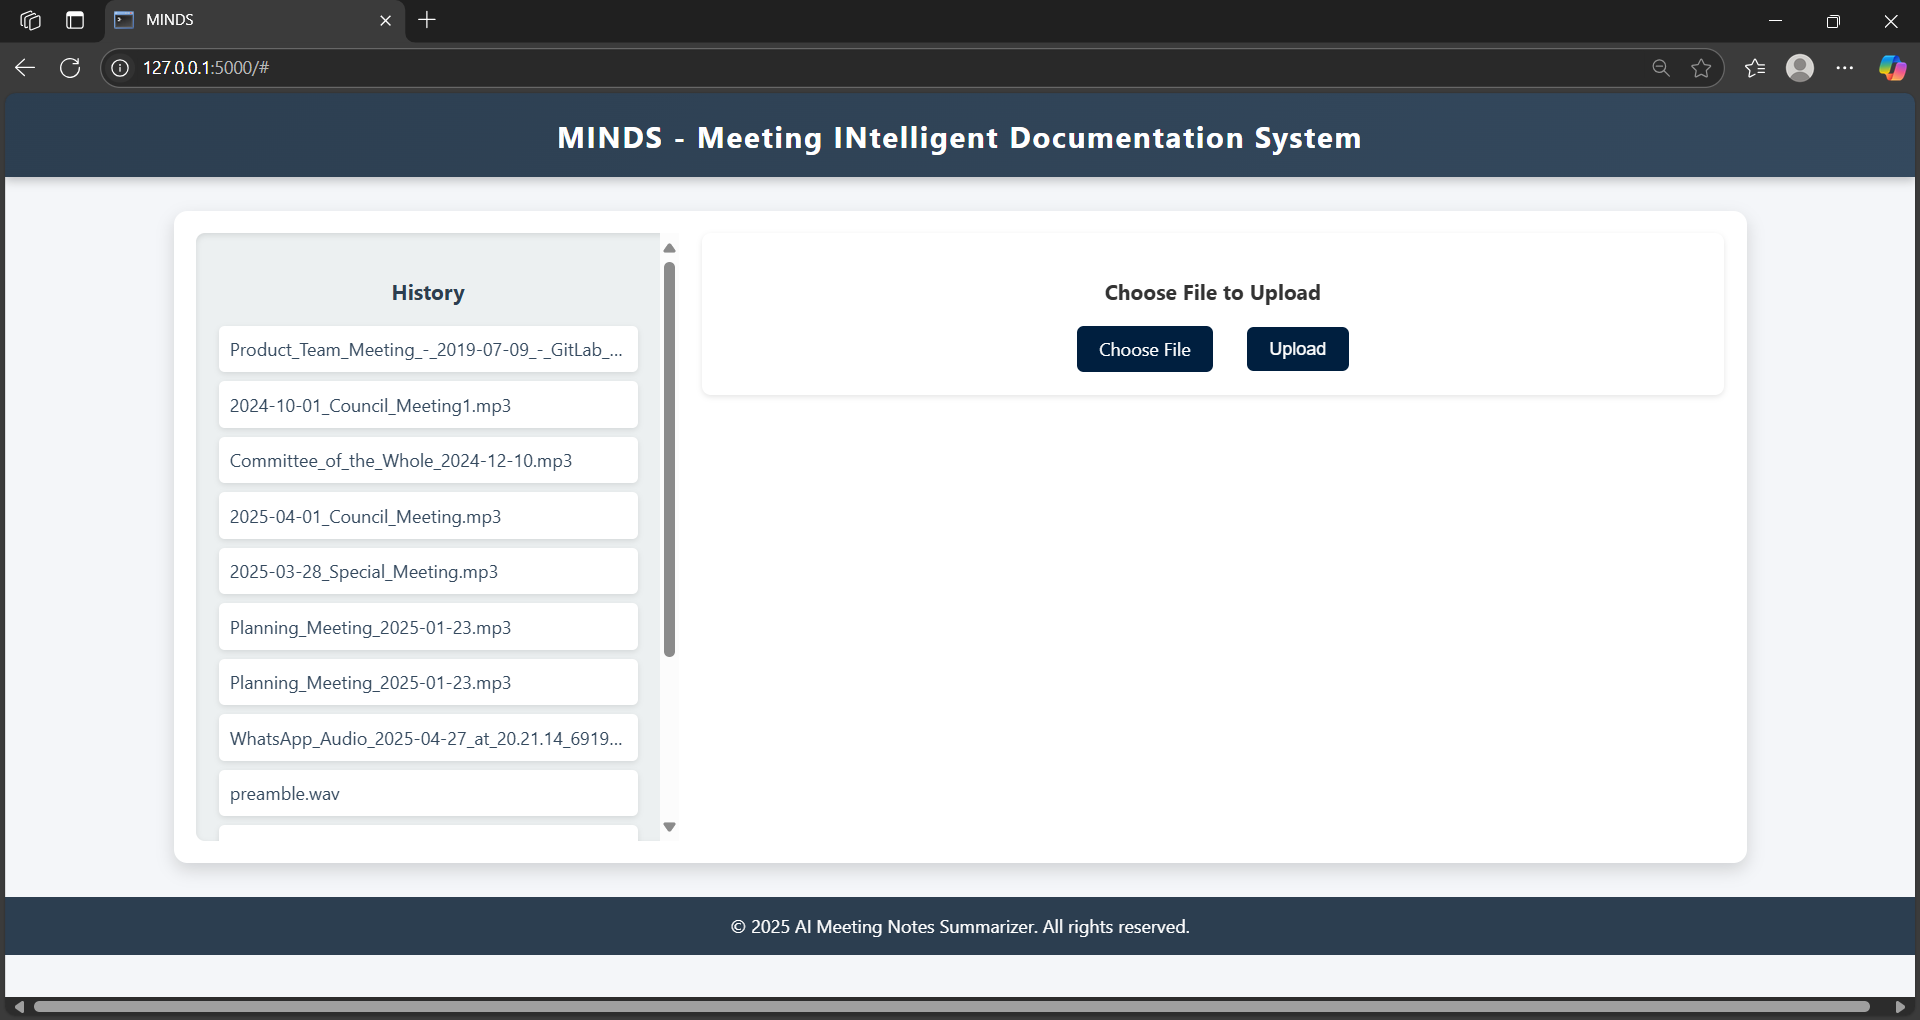 MINDS
127.0.0.1:5000/#
MINDS - Meeting INtelligent Documentation System
History
Product_Team_Meeting_-_2019-07-09_-_GitLab_...
2024-10-01_Council_Meeting1.mp3
Committee_of_the_Whole_2024-12-10.mp3
2025-04-01_Council_Meeting.mp3
2025-03-28_Special_Meeting.mp3
Planning_Meeting_2025-01-23.mp3
Planning_Meeting_2025-01-23.mp3
WhatsApp_Audio_2025-04-27_at_20.21.14_6919...
preamble.wav
Choose File to Upload
Choose File
Upload
© 2025 AI Meeting Notes Summarizer. All rights reserved.